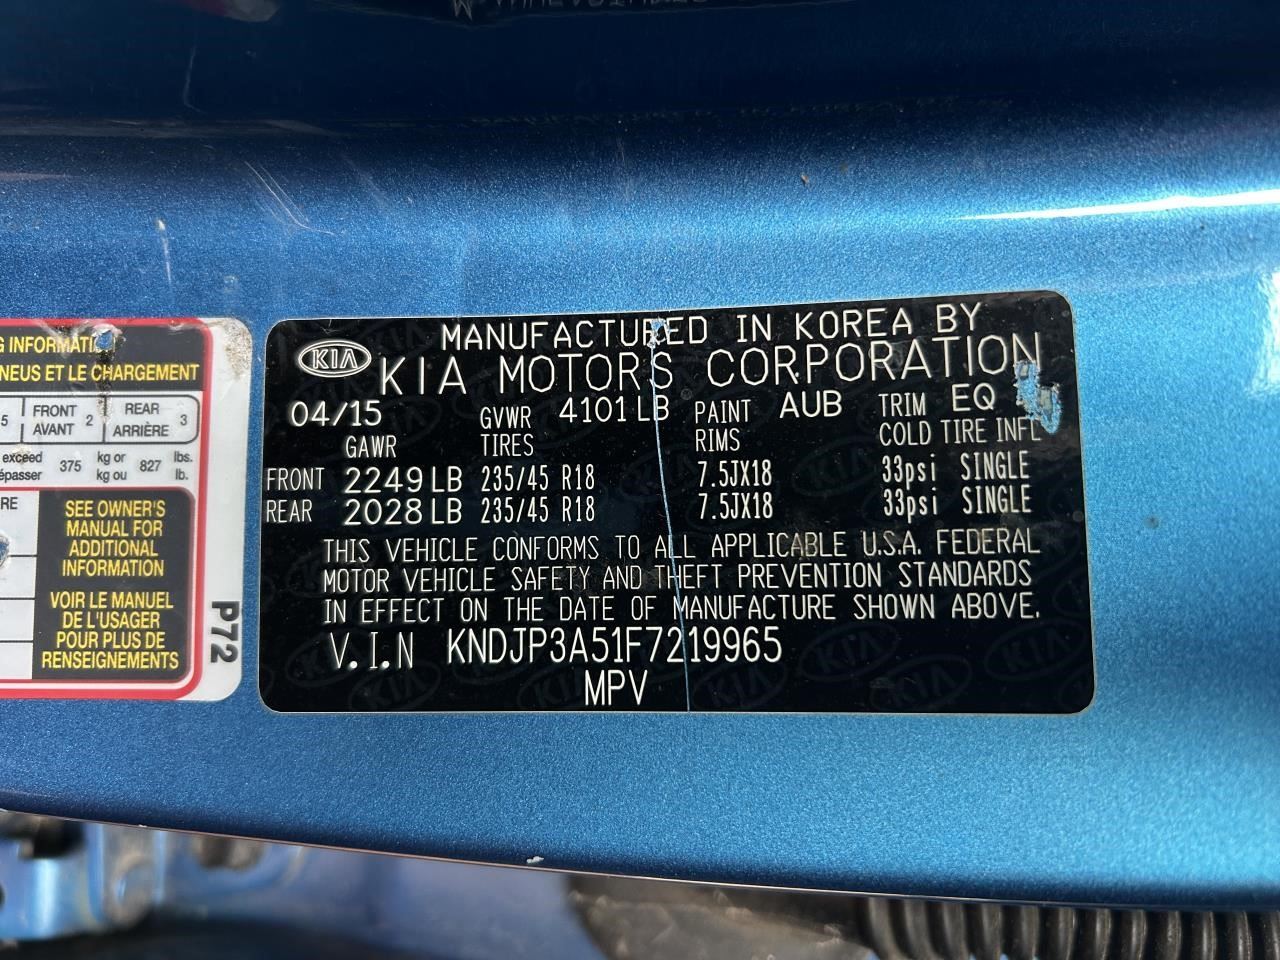 G INFORMATI
NEUS ET LE CHARGEMENT
5 FRONT AVANT 2 REAR ARRIÈRE 3
exceed 375 kg or 827 lbs.
épasser kg ou lb.
RE
SEE OWNER'S
MANUAL FOR
ADDITIONAL
INFORMATION
VOIR LE MANUEL
DE L'USAGER
POUR PLUS DE
RENSEIGNEMENTS
P72
MANUFACTURED IN KOREA BY
KIA KIA MOTORS CORPORATION
04/15 GVWR 4101 LB PAINT AUB TRIM EQ
GAWR TIRES RIMS COLD TIRE INFL
FRONT 2249 LB 235/45 R18 7.5JX18 33psi SINGLE
REAR 2028 LB 235/45 R18 7.5JX18 33psi SINGLE
THIS VEHICLE CONFORMS TO ALL APPLICABLE U.S.A. FEDERAL
MOTOR VEHICLE SAFETY AND THEFT PREVENTION STANDARDS
IN EFFECT ON THE DATE OF MANUFACTURE SHOWN ABOVE.
V.I.N KNDJP3A51F7219965
MPV